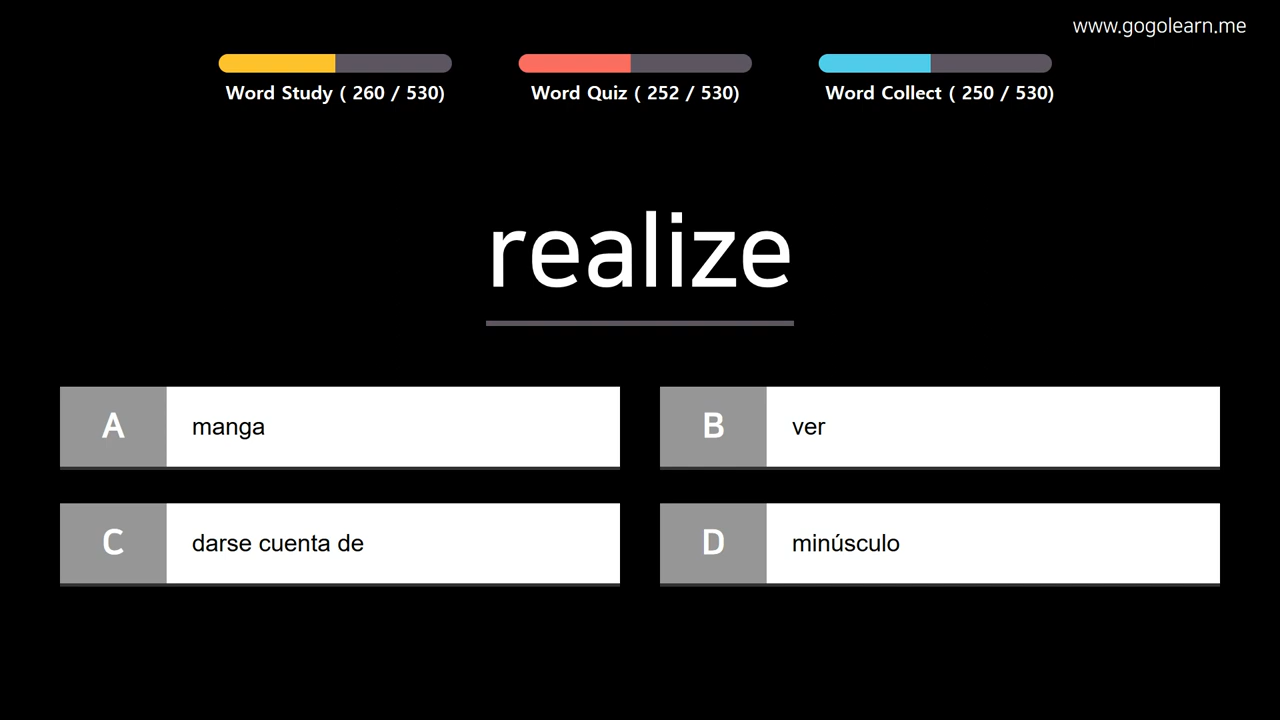 www.gogolearn.me
Word Study ( 260 / 530)
Word Quiz ( 252 / 530)
Word Collect ( 250 / 530)
realize
A manga
B ver
C darse cuenta de
D minúsculo